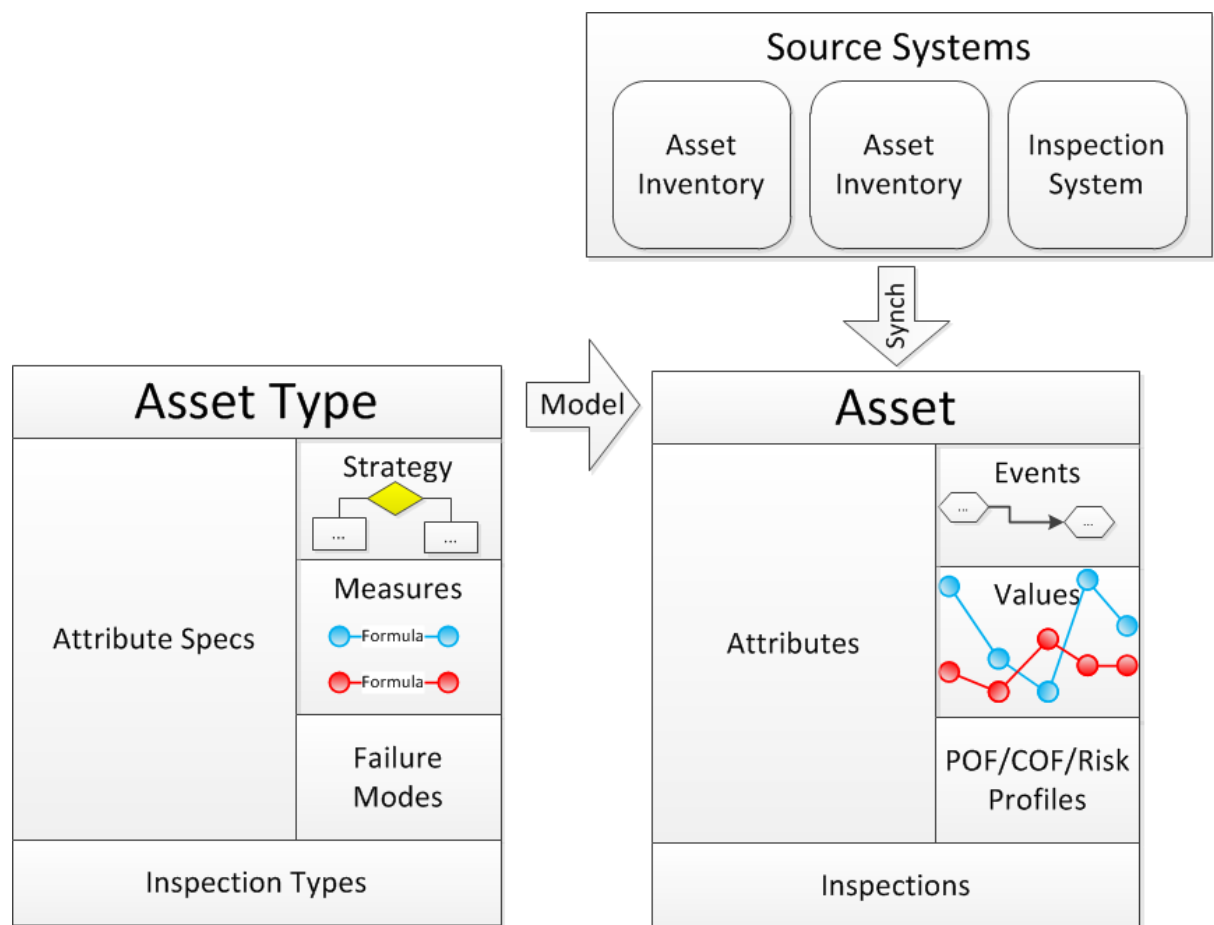 Source Systems
Asset
Inventory
Asset
Inventory
Inspection
System
Synch
Asset Type
Model
Asset
Attribute Specs
Strategy
...
...
Measures
Formula
Formula
Failure
Modes
Inspection Types
Attributes
Events
...
...
Values
POF/COF/Risk
Profiles
Inspections